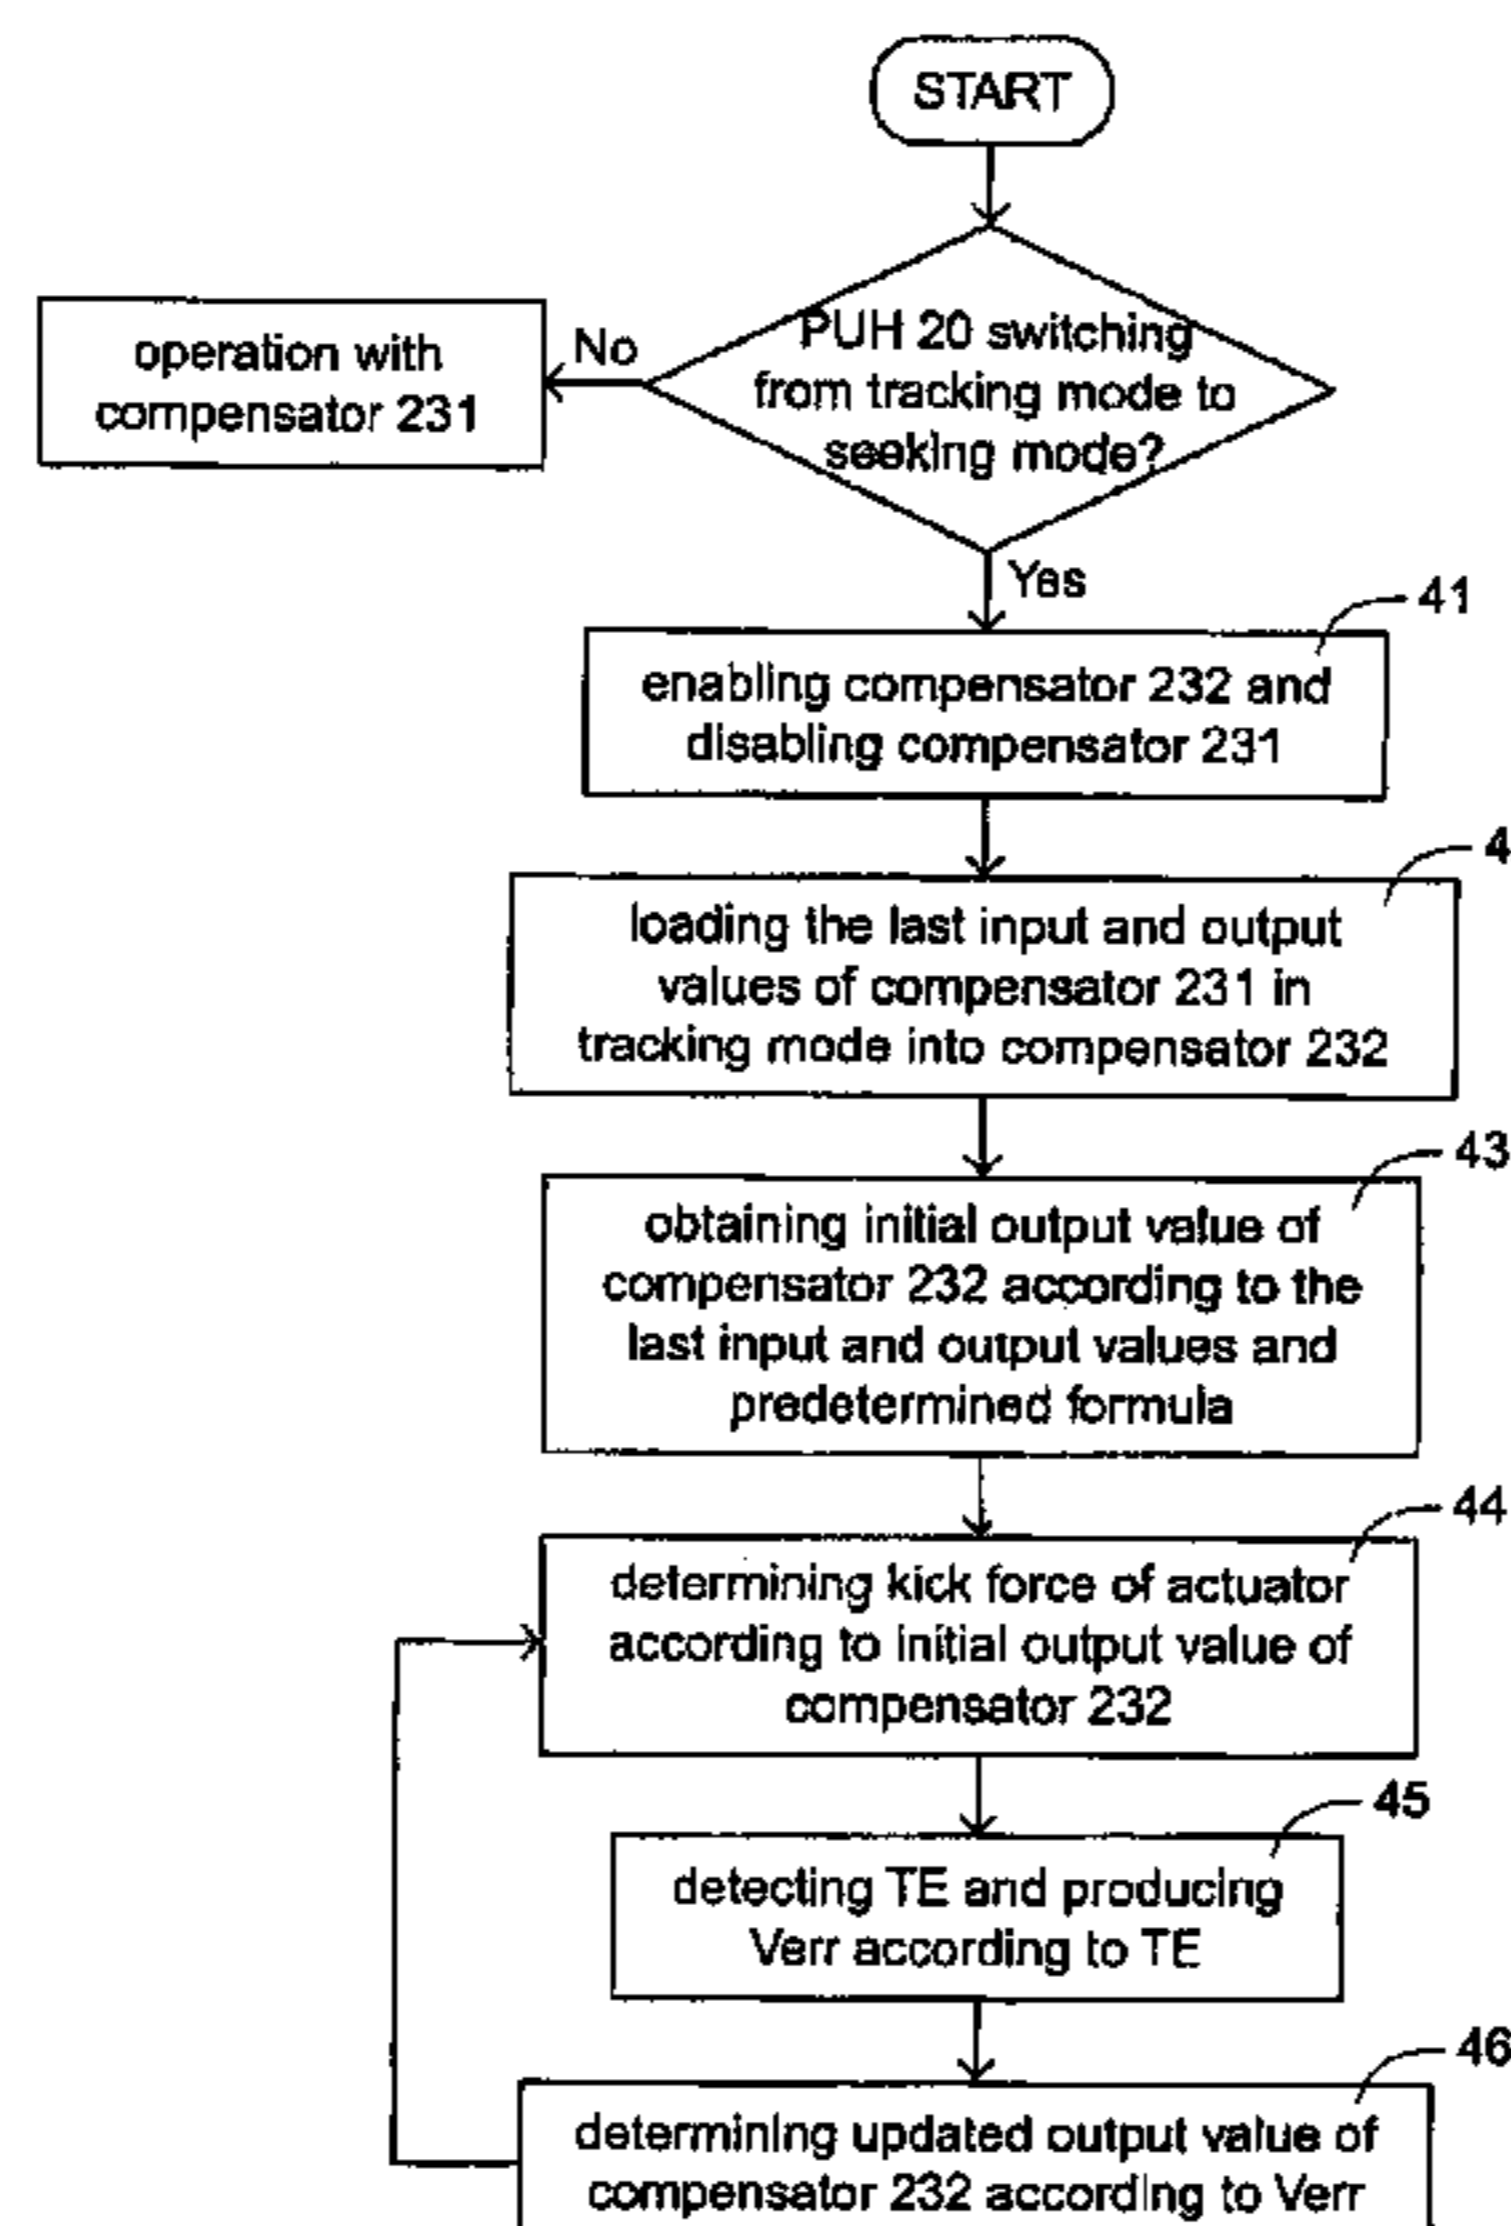 START
PUH 20 switching
from tracking mode to
seeking mode?
No
operation with
compensator 231
Yes
41
enabling compensator 232 and
disabling compensator 231
4
loading the last input and output
values of compensator 231 in
tracking mode into compensator 232
43
obtaining initial output value of
compensator 232 according to the
last input and output values and
predetermined formula
44
determining kick force of actuator
according to initial output value of
compensator 232
45
detecting TE and producing
Verr according to TE
46
determining updated output value of
compensator 232 according to Verr